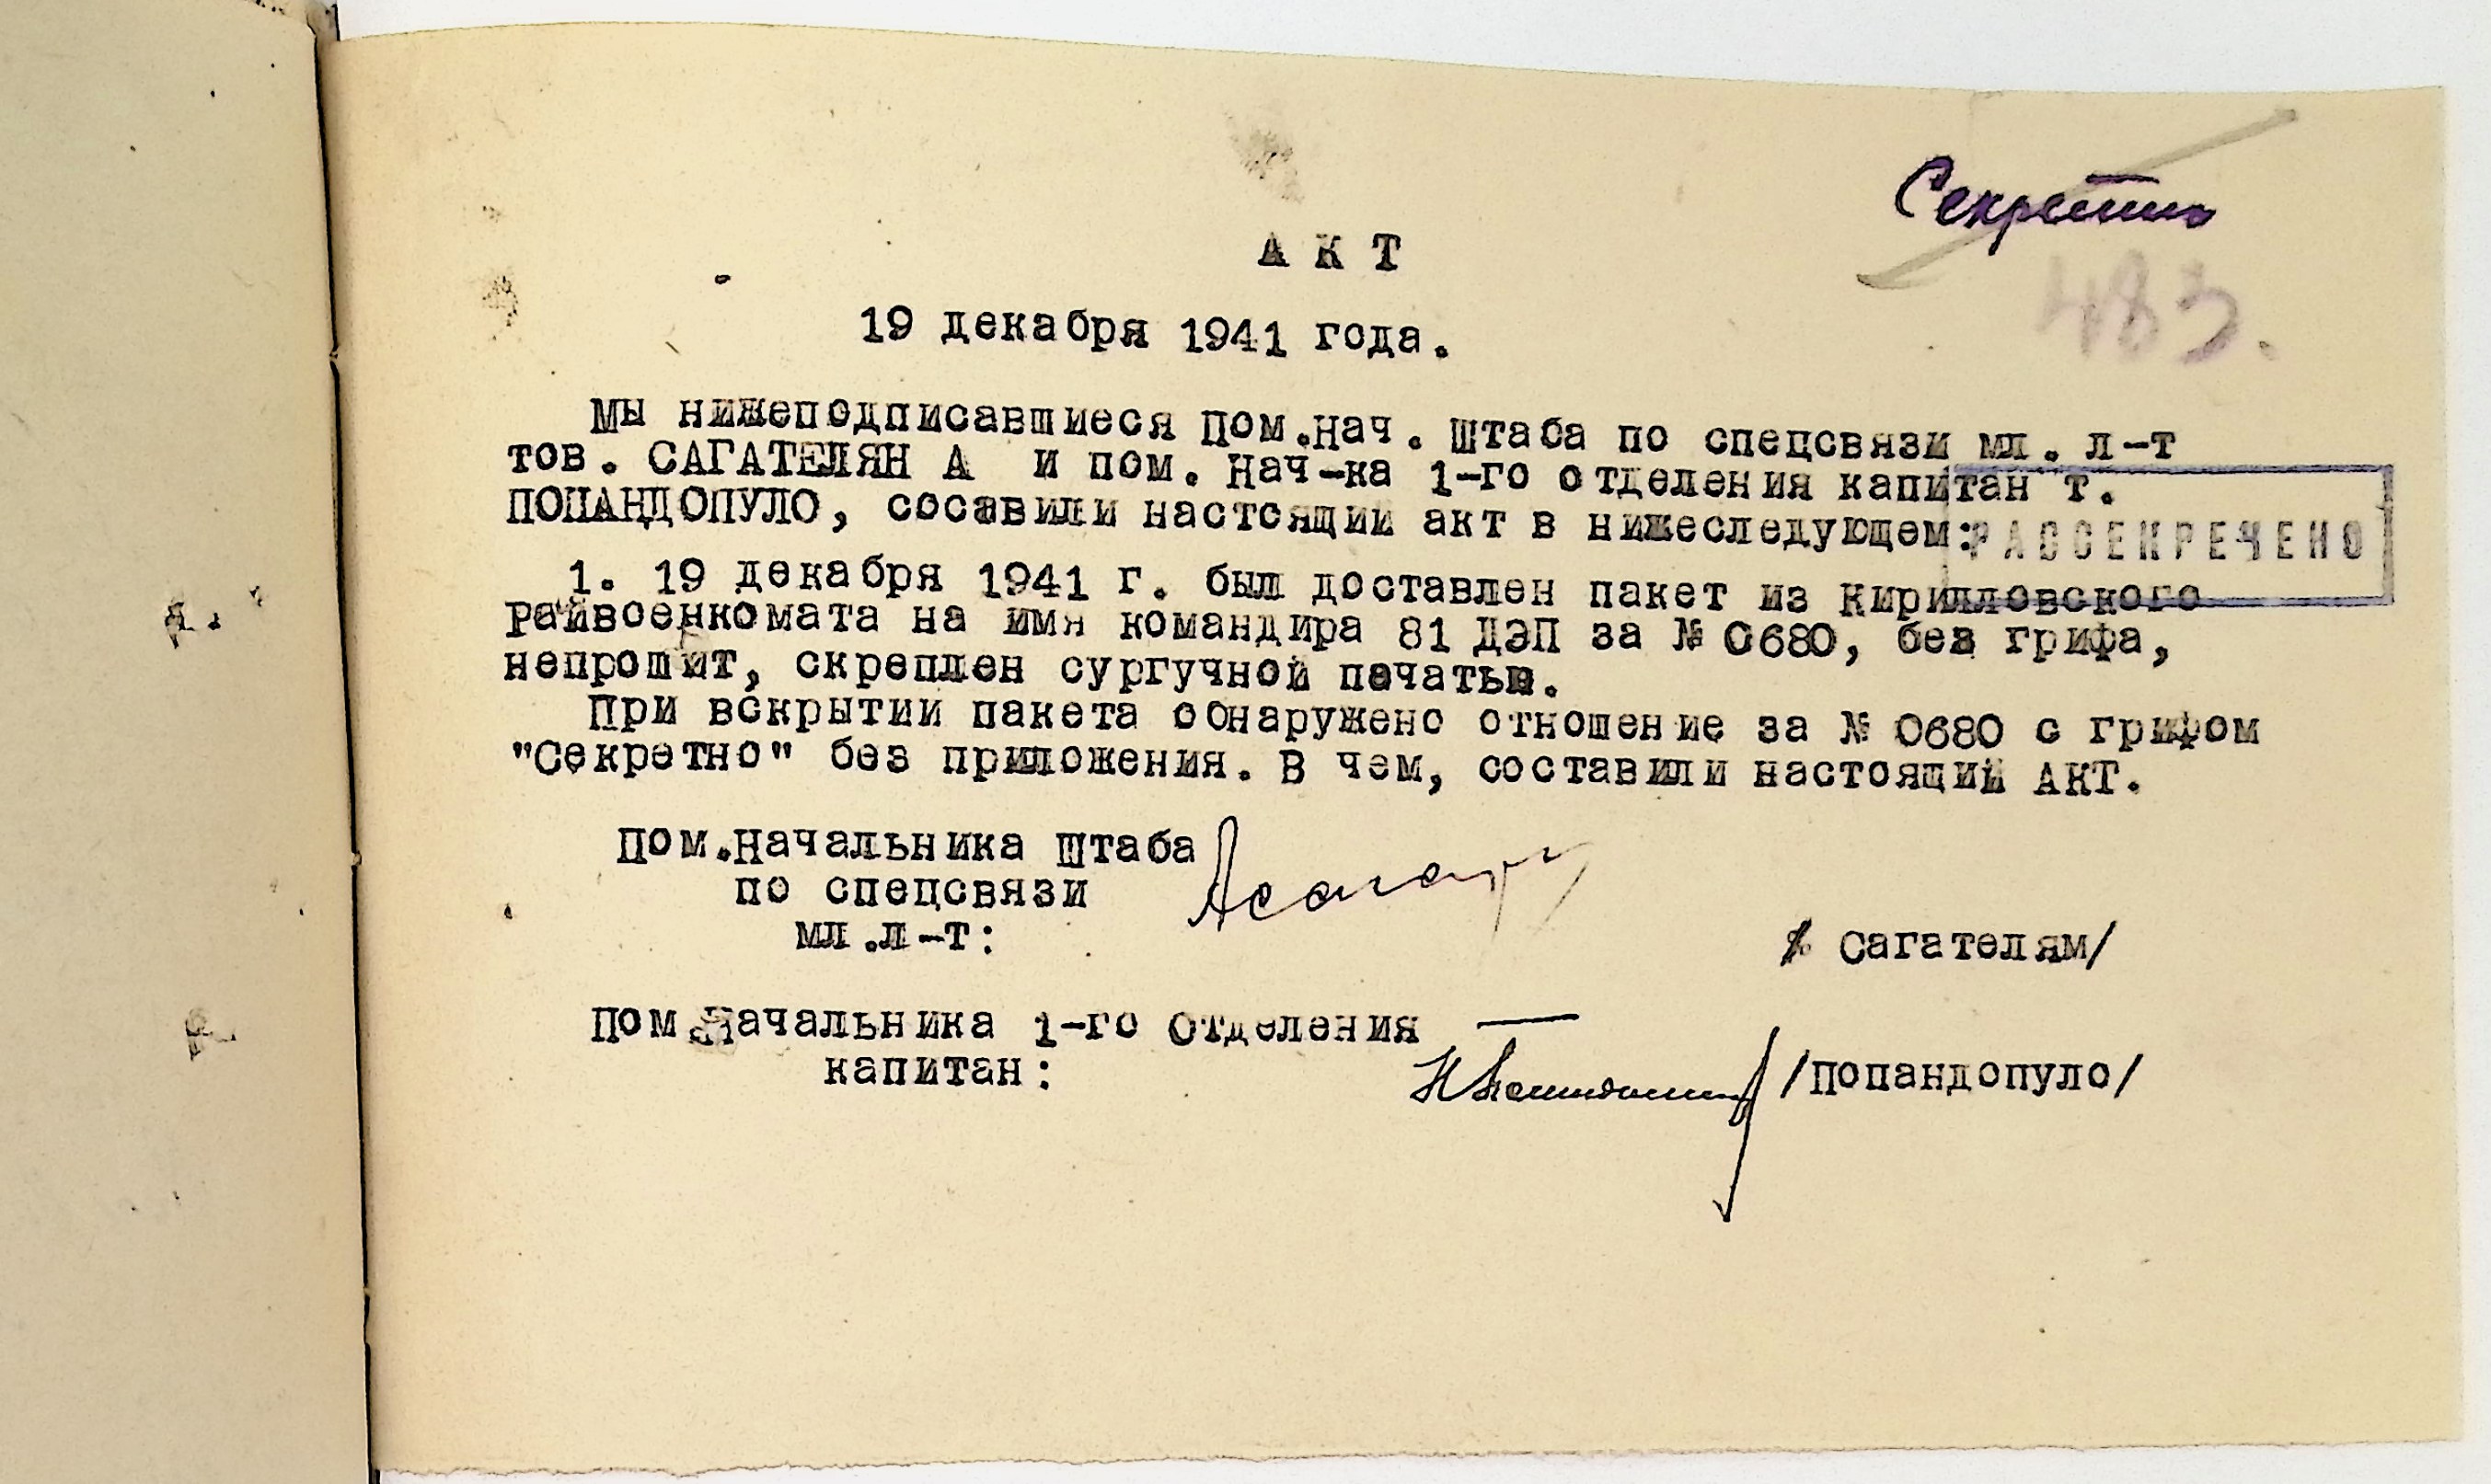 Секретно
483.
АКТ
19 декабря 1941 года.
Мы нижеподписавшиеся Пом.Нач. Штаба по спецсвязи мл. л-т
тов. САГАТЕЛЯН А и пом. Нач-ка 1-го отделения капитан т.
ПОПАНДОПУЛО, сосавили настоящий акт в нижеследующем:
РАССЕКРЕЧЕНО
1. 19 декабря 1941 г. был доставлен пакет из Кирилловского
Райвоенкомата на имя командира 81 ДЭП за № 0680, без грифа,
непрошит, скреплен сургучной печатью.
При вскрытии пакета обнаружено отношение за № 0680 с грифом
"Секретно" без приложения. В чем, составили настоящий АКТ.
Пом.Начальника Штаба
по спецсвязи
мл.л-т:
/ Сагателям/
Пом.Начальника 1-го Отделения
капитан:
/Попандопуло/